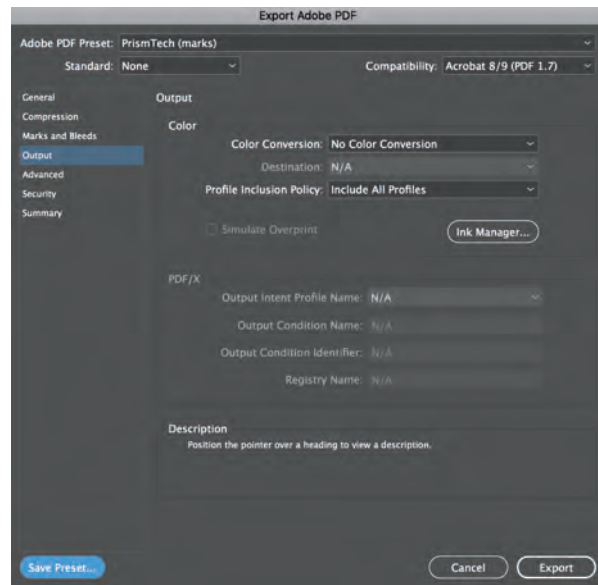 Export Adobe PDF
Adobe PDF Preset: PrismTech (marks)
Standard: None Compatibility: Acrobat 8/9 (PDF 1.7)
General
Compression
Marks and Bleeds
Output
Advanced
Security
Summary
Output
Color
Color Conversion: No Color Conversion
Destination: N/A
Profile Inclusion Policy: Include All Profiles
Simulate Overprint
Ink Manager...
PDF/X
Output Intent Profile Name: N/A
Output Condition Name: N/A
Output Condition Identifier: N/A
Registry Name: N/A
Description
Position the pointer over a heading to view a description.
Save Preset... Cancel Export